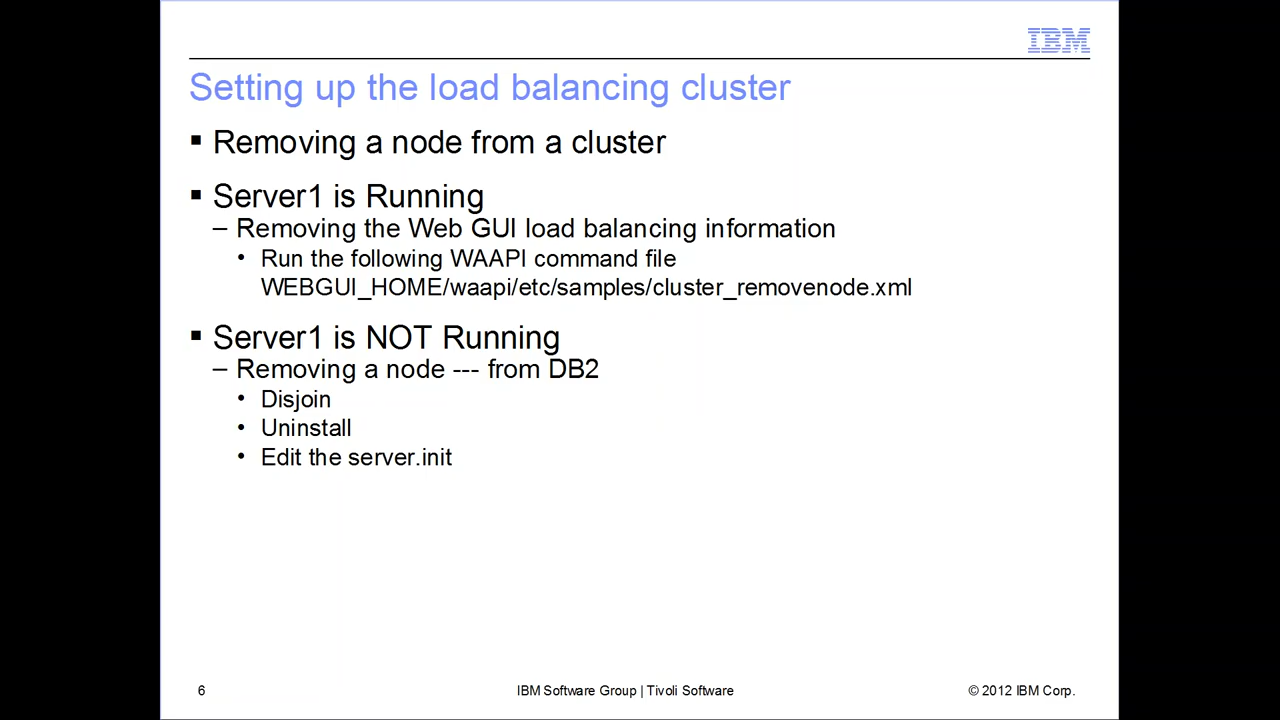 IBM
Setting up the load balancing cluster
▪ Removing a node from a cluster
▪ Server1 is Running
– Removing the Web GUI load balancing information
• Run the following WAAPI command file
WEBGUI_HOME/waapi/etc/samples/cluster_removenode.xml
▪ Server1 is NOT Running
– Removing a node --- from DB2
• Disjoin
• Uninstall
• Edit the server.init
6 IBM Software Group | Tivoli Software © 2012 IBM Corp.